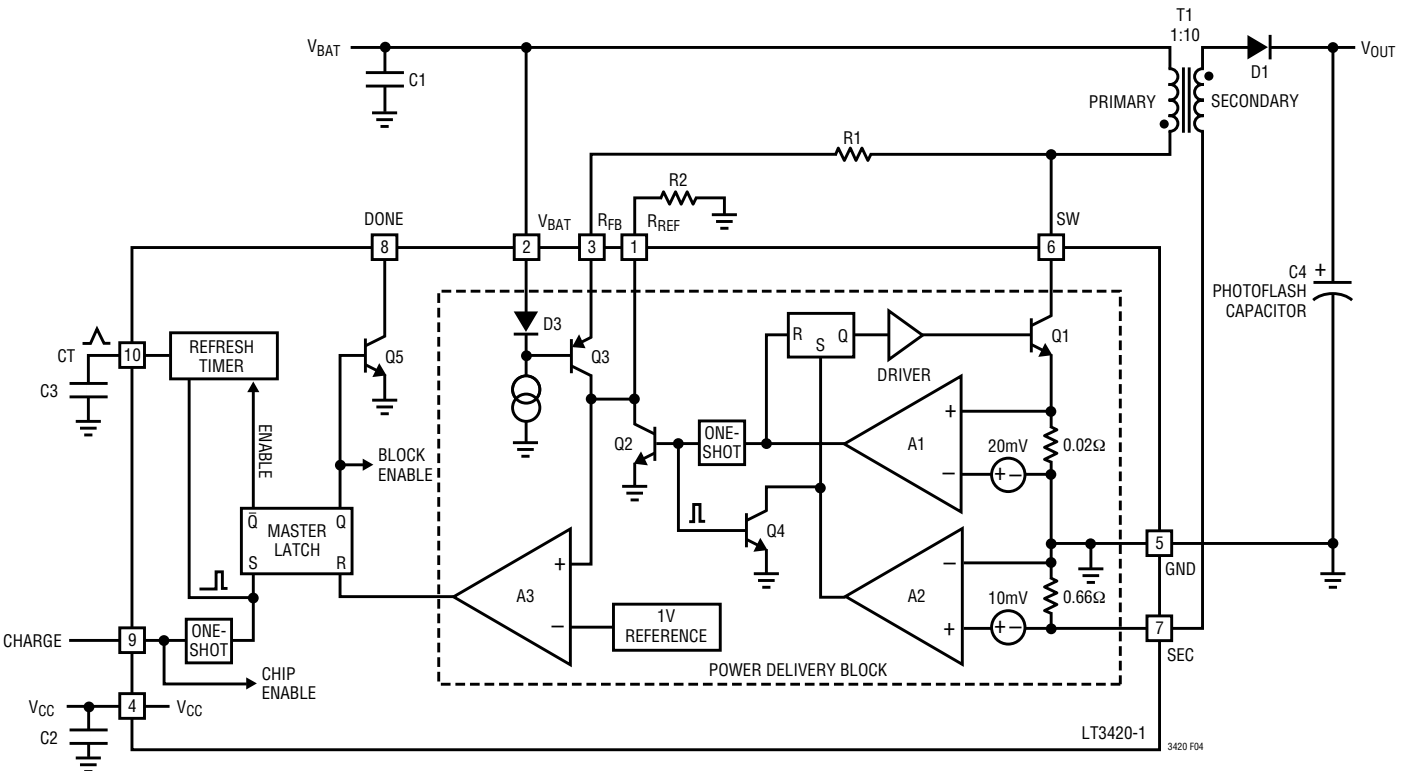 T1
1:10
VBAT
C1
D1
VOUT
PRIMARY
SECONDARY
R1
R2
DONE
VBAT
RFB
RREF
SW
8
2
3
1
6
C4 +
PHOTOFLASH
CAPACITOR
D3
Q3
R
S
Q
Q1
DRIVER
CT
10
REFRESH
TIMER
Q5
C3
ENABLE
BLOCK
ENABLE
Q2
ONE-
SHOT
A1
+
−
20mV
+ −
0.02Ω
Q̅
Q
MASTER
LATCH
S
R
Q4
5
GND
A3
+
−
1V
REFERENCE
A2
−
+
10mV
+ −
0.66Ω
7
SEC
CHARGE
9
ONE-
SHOT
CHIP
ENABLE
POWER DELIVERY BLOCK
VCC
4
VCC
C2
LT3420-1
3420 F04